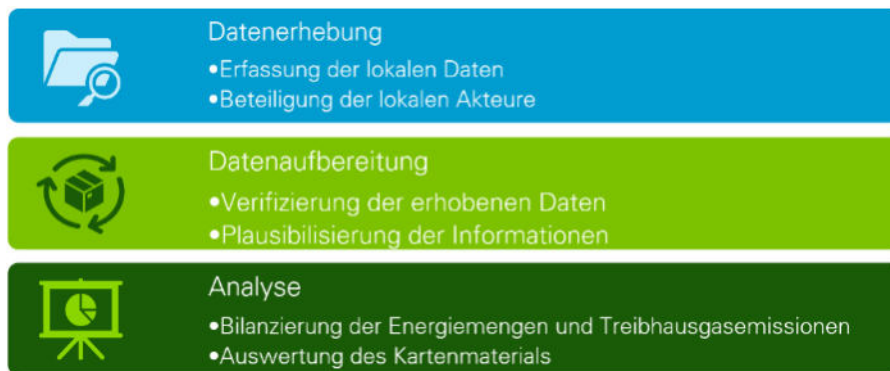 Datenerhebung
•Erfassung der lokalen Daten
•Beteiligung der lokalen Akteure
Datenaufbereitung
•Verifizierung der erhobenen Daten
•Plausibilisierung der Informationen
Analyse
•Bilanzierung der Energiemengen und Treibhausgasemissionen
•Auswertung des Kartenmaterials